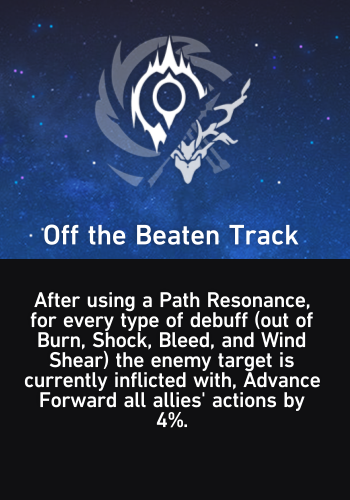 Off the Beaten Track
After using a Path Resonance,
for every type of debuff (out of
Burn, Shock, Bleed, and Wind
Shear) the enemy target is
currently inflicted with, Advance
Forward all allies' actions by
4%.